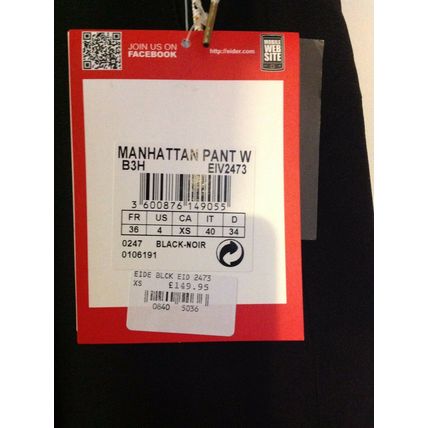 JOIN US ON
FACEBOOK
http://eider.com
MOBILE
WEB
SITE
MANHATTAN PANT W
B3H EIV2473
3 600876 149055
FR US CA IT D
36 4 XS 40 34
0247 BLACK-NOIR
0106191
EIDE BLCK EID 2473
XS £149.95
0840 5036